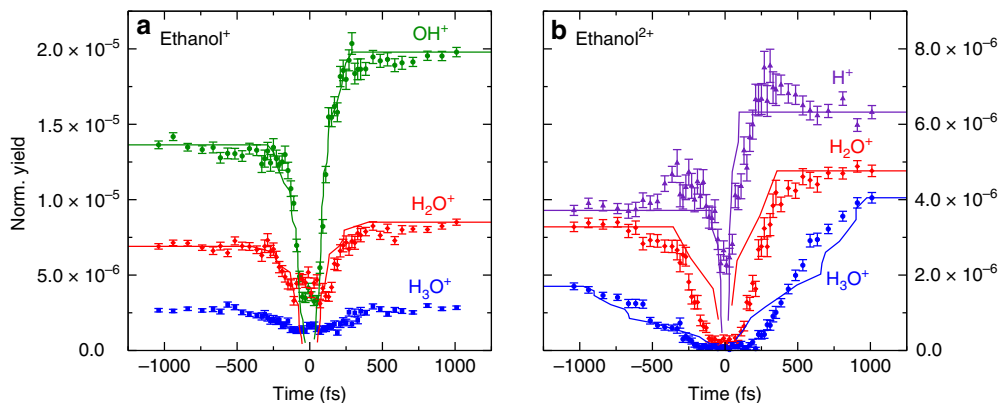 a Ethanol⁺
OH⁺
H₂O⁺
H₃O⁺
2.0 × 10⁻⁵
1.5 × 10⁻⁵
1.0 × 10⁻⁵
5.0 × 10⁻⁶
0.0
Norm. yield
−1000 −500 0 500 1000
Time (fs)
b Ethanol²⁺
H⁺
H₂O⁺
H₃O⁺
8.0 × 10⁻⁶
6.0 × 10⁻⁶
4.0 × 10⁻⁶
2.0 × 10⁻⁶
0.0
−1000 −500 0 500 1000
Time (fs)